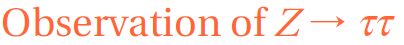 Observation of Z → ττ